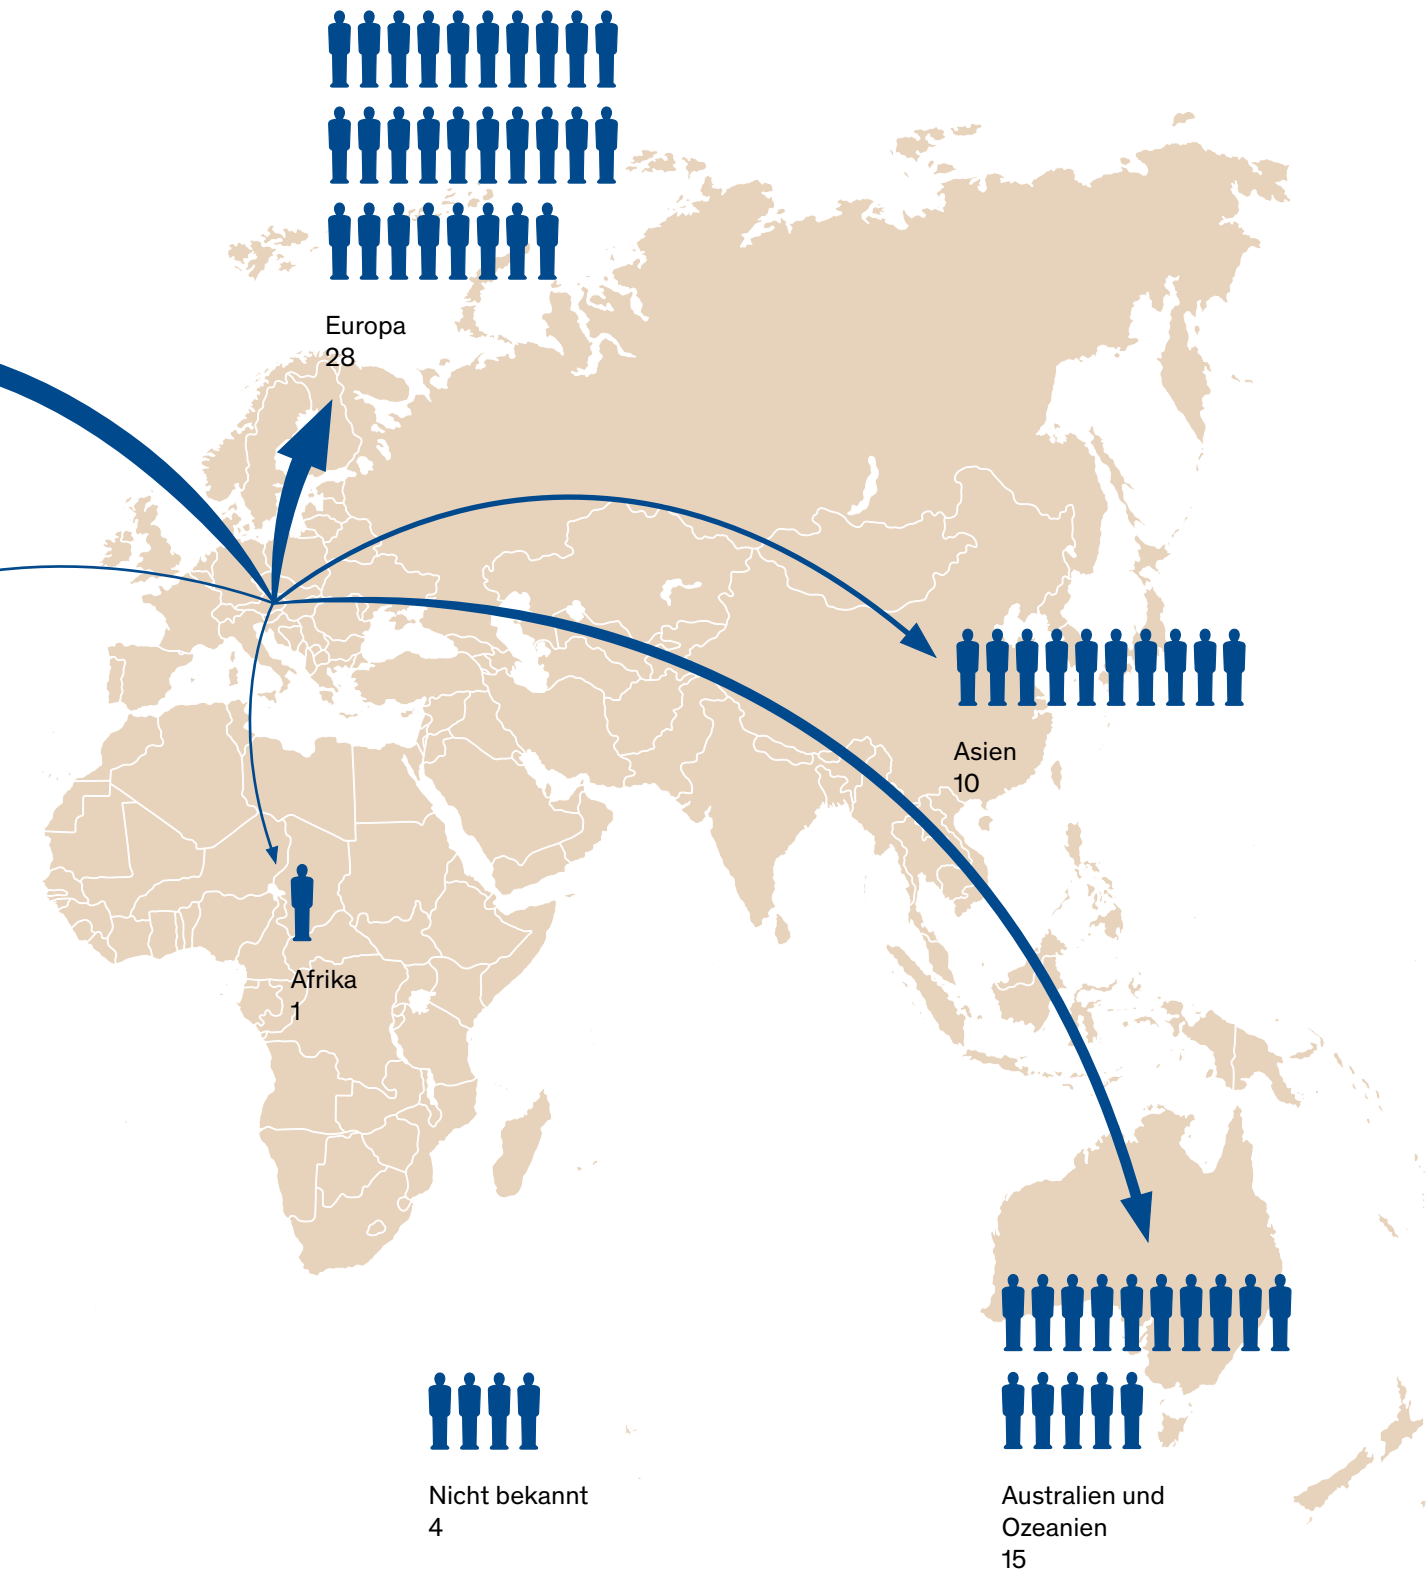 Europa
28
Asien
10
Afrika
1
Nicht bekannt
4
Australien und
Ozeanien
15